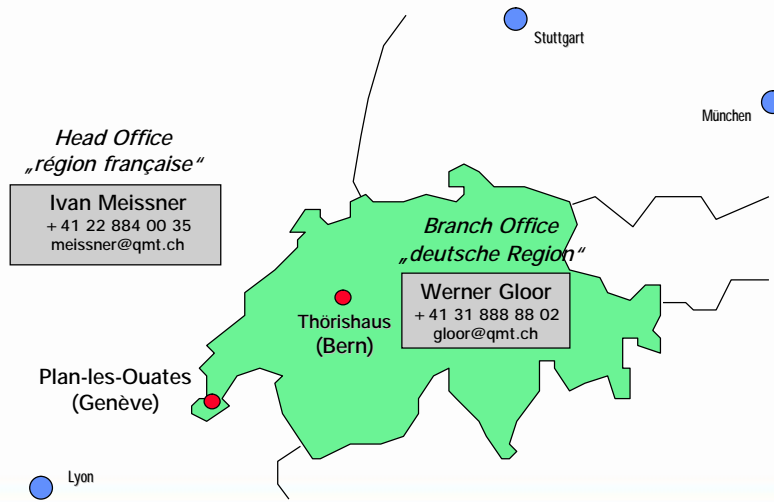 Stuttgart
München
Head Office
„région française“
Ivan Meissner
+ 41 22 884 00 35
meissner@qmt.ch
Branch Office
„deutsche Region“
Werner Gloor
+ 41 31 888 88 02
gloor@qmt.ch
Thörishaus
(Bern)
Plan-les-Ouates
(Genève)
Lyon